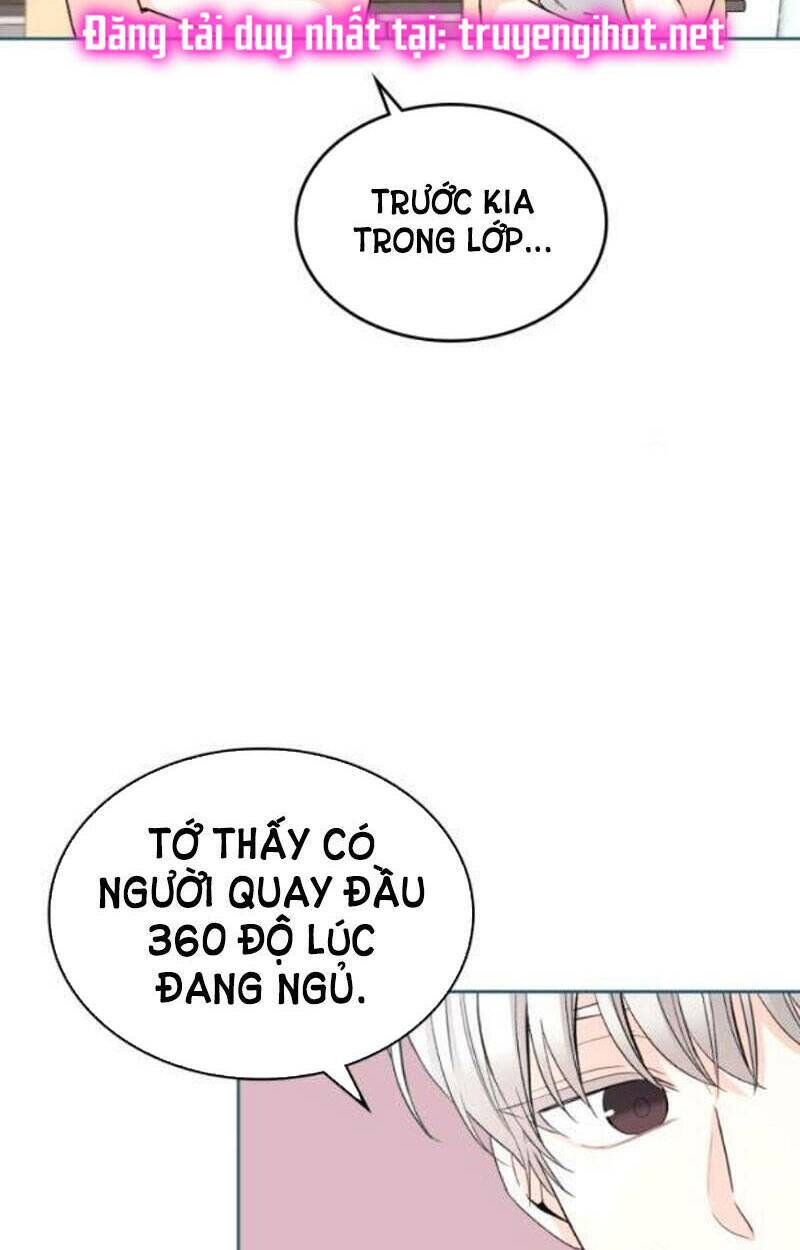 Đăng tải duy nhất tại: truyengihot.net
TRƯỚC KIA
TRONG LỚP...
TỚ THẤY CÓ
NGƯỜI QUAY ĐẦU
360 ĐỘ LÚC
ĐANG NGỦ.